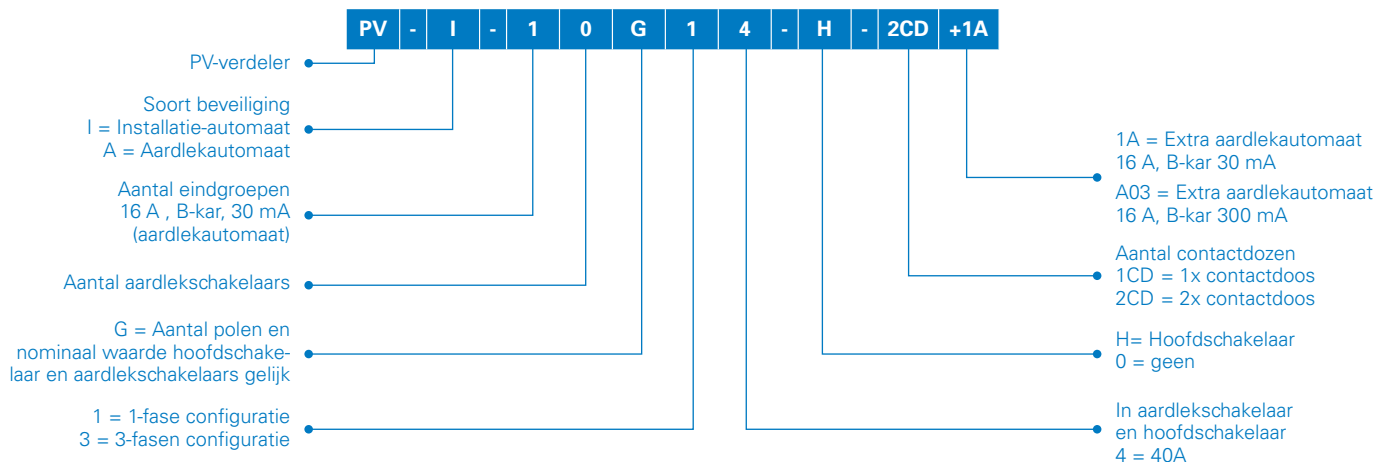 PV - I - 1 0 G 1 4 - H - 2CD +1A
PV-verdeler
Soort beveiliging
I = Installatie-automaat
A = Aardlekautomaat
Aantal eindgroepen
16 A , B-kar, 30 mA
(aardlekautomaat)
Aantal aardlekschakelaars
G = Aantal polen en
nominaal waarde hoofdschake-
laar en aardlekschakelaars gelijk
1 = 1-fase configuratie
3 = 3-fasen configuratie
1A = Extra aardlekautomaat
16 A, B-kar 30 mA
A03 = Extra aardlekautomaat
16 A, B-kar 300 mA
Aantal contactdozen
1CD = 1x contactdoos
2CD = 2x contactdoos
H= Hoofdschakelaar
0 = geen
In aardlekschakelaar
en hoofdschakelaar
4 = 40A